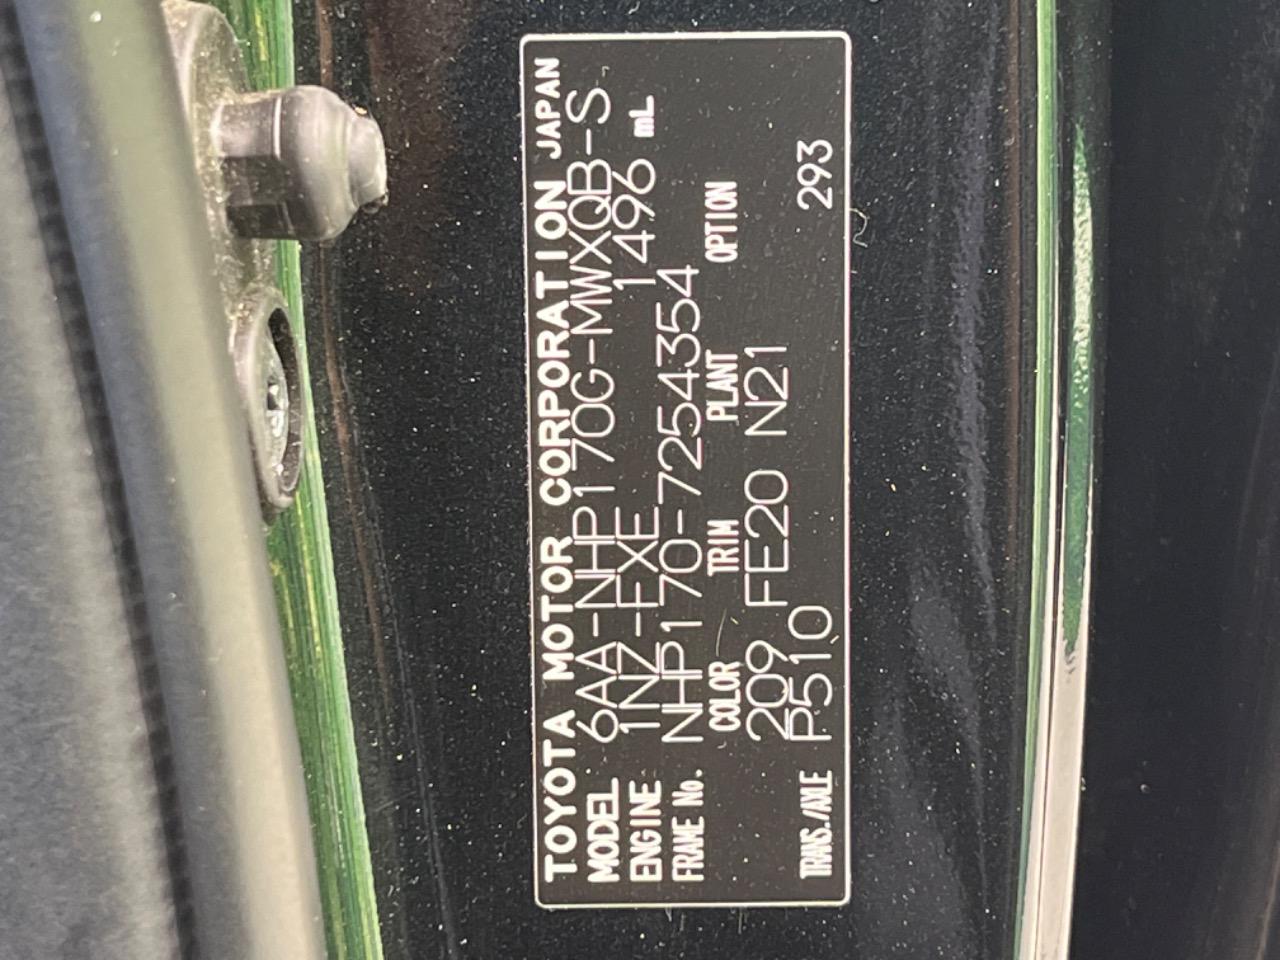 TOYOTA MOTOR CORPORATION JAPAN
MODEL 6AA-NHP170G-MWXQB-S
ENGINE 1NZ-FXE 1496 mL
FRAME No. NHP170-7254354
COLOR TRIM PLANT OPTION
209 FE20 N21
TRANS./AXLE P510 293